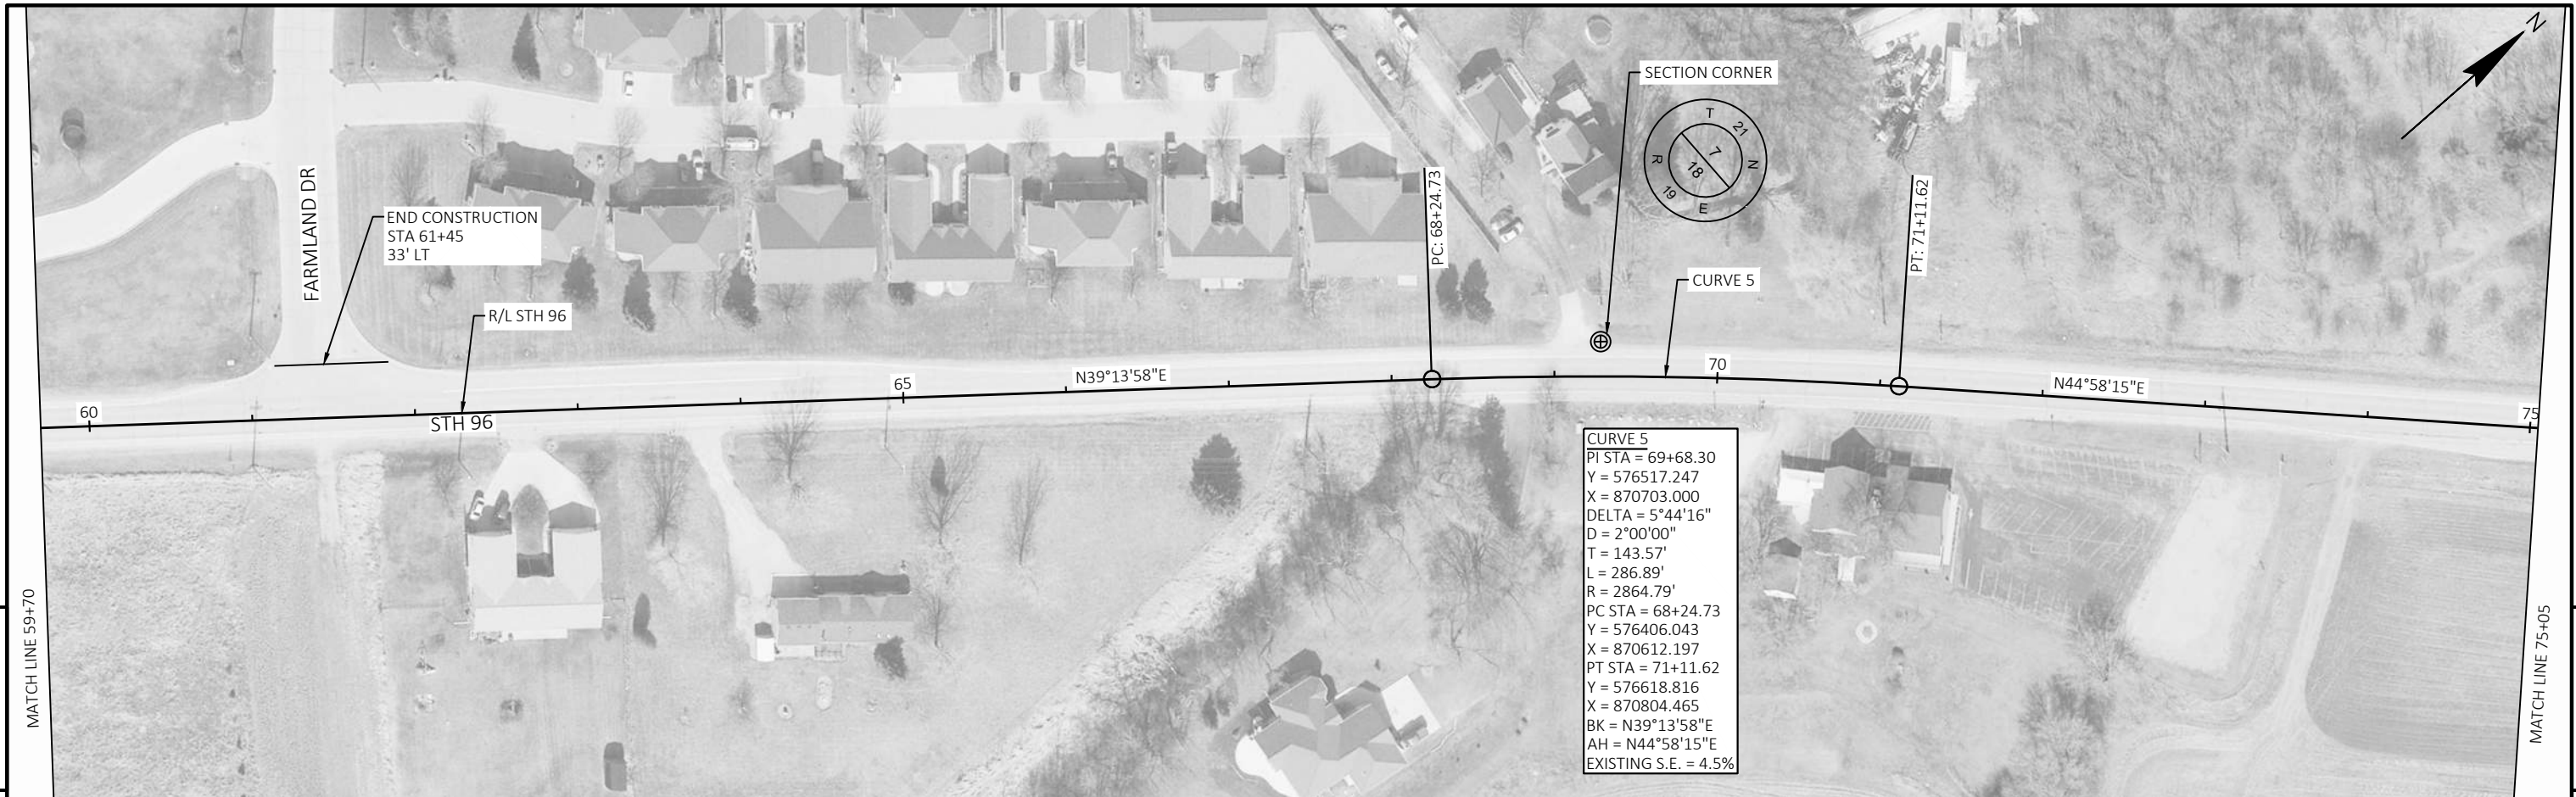 N
SECTION CORNER
T
21
N
R
7
18
19
E
FARMLAND DR
END CONSTRUCTION
STA 61+45
33' LT
R/L STH 96
PC: 68+24.73
PT: 71+11.62
CURVE 5
60
65
70
75
N39°13'58"E
N44°58'15"E
STH 96
MATCH LINE 59+70
MATCH LINE 75+05
CURVE 5
PI STA = 69+68.30
Y = 576517.247
X = 870703.000
DELTA = 5°44'16"
D = 2°00'00"
T = 143.57'
L = 286.89'
R = 2864.79'
PC STA = 68+24.73
Y = 576406.043
X = 870612.197
PT STA = 71+11.62
Y = 576618.816
X = 870804.465
BK = N39°13'58"E
AH = N44°58'15"E
EXISTING S.E. = 4.5%